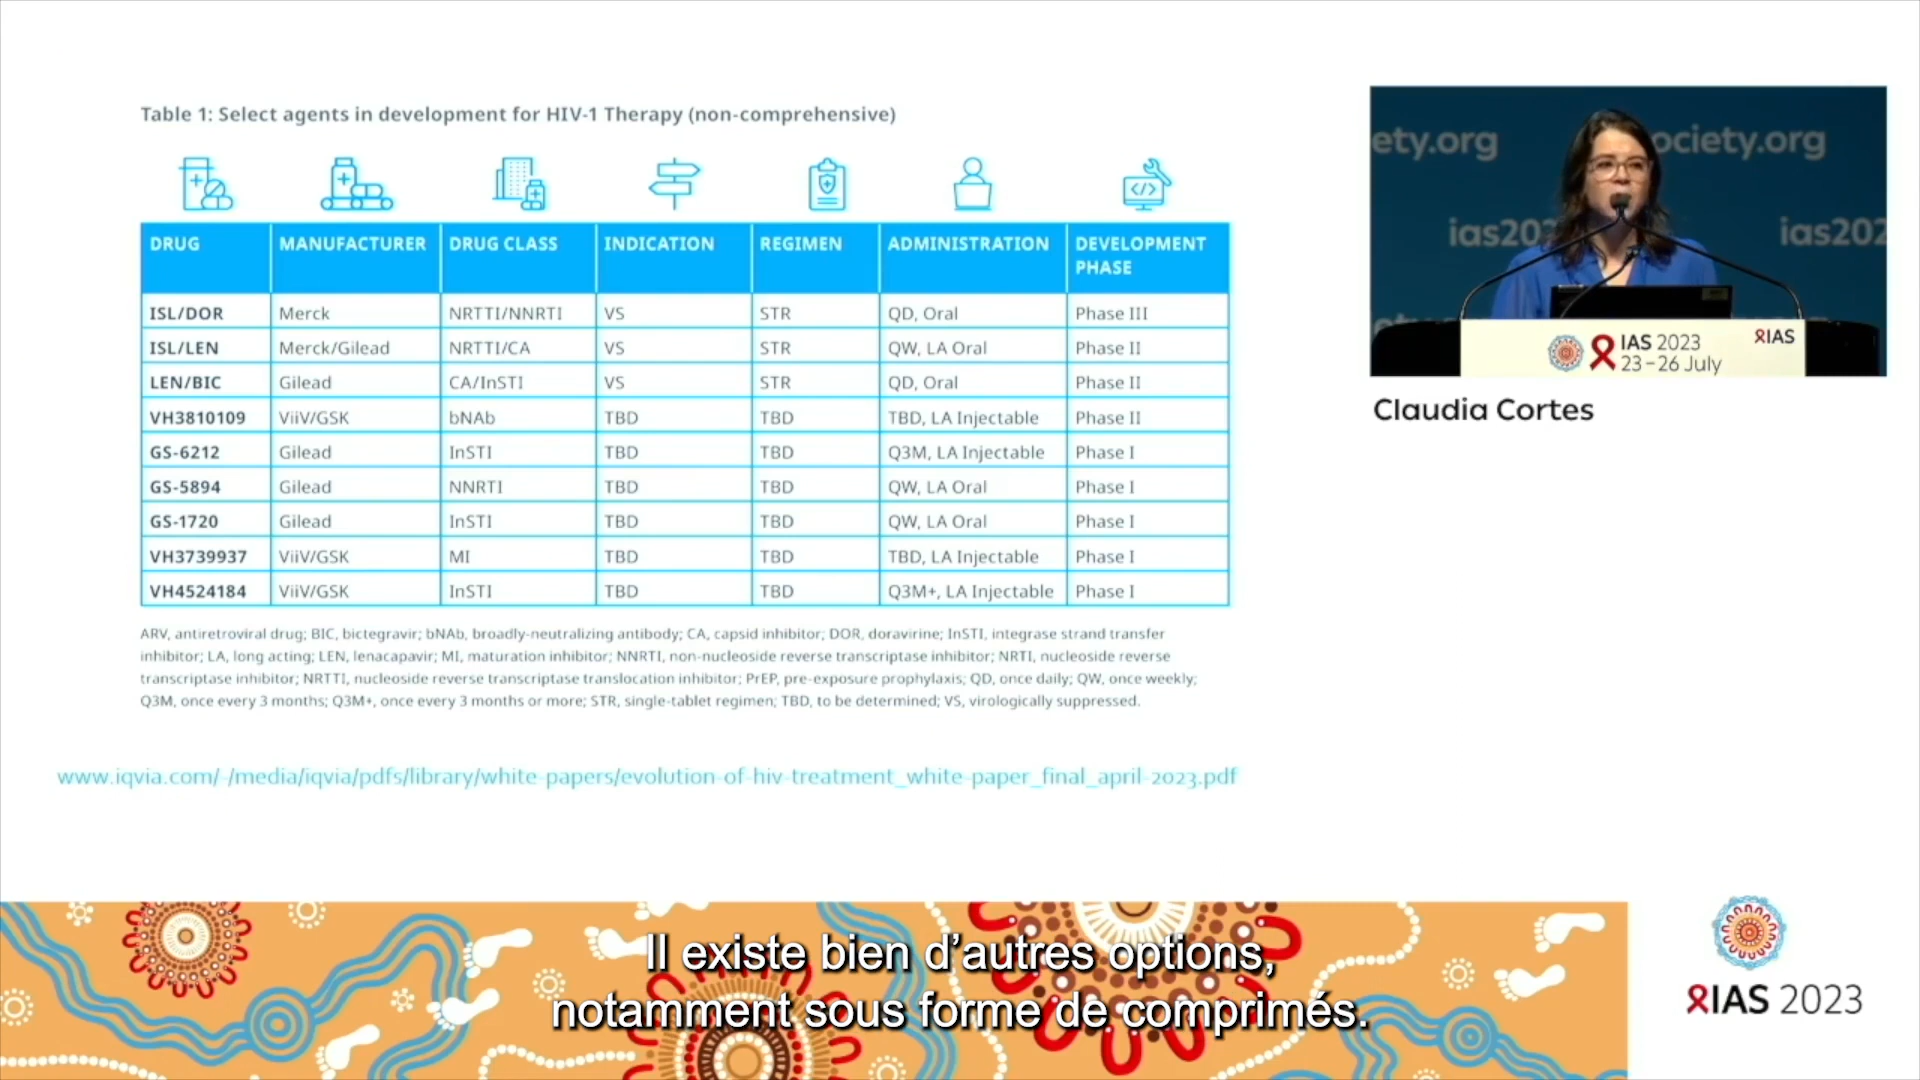 Table 1: Select agents in development for HIV-1 Therapy (non-comprehensive)
DRUG MANUFACTURER DRUG CLASS INDICATION REGIMEN ADMINISTRATION DEVELOPMENT PHASE
ISL/DOR Merck NRTTI/NNRTI VS STR QD, Oral Phase III
ISL/LEN Merck/Gilead NRTTI/CA VS STR QW, LA Oral Phase II
LEN/BIC Gilead CA/InSTI VS STR QD, Oral Phase II
VH3810109 ViiV/GSK bNAb TBD TBD TBD, LA Injectable Phase II
GS-6212 Gilead InSTI TBD TBD Q3M, LA Injectable Phase I
GS-5894 Gilead NNRTI TBD TBD QW, LA Oral Phase I
GS-1720 Gilead InSTI TBD TBD QW, LA Oral Phase I
VH3739937 ViiV/GSK MI TBD TBD TBD, LA Injectable Phase I
VH4524184 ViiV/GSK InSTI TBD TBD Q3M+, LA Injectable Phase I
ARV, antiretroviral drug; BIC, bictegravir; bNAb, broadly-neutralizing antibody; CA, capsid inhibitor; DOR, doravirine; InSTI, integrase strand transfer
inhibitor; LA, long acting; LEN, lenacapavir; MI, maturation inhibitor; NNRTI, non-nucleoside reverse transcriptase inhibitor; NRTI, nucleoside reverse
transcriptase inhibitor; NRTTI, nucleoside reverse transcriptase translocation inhibitor; PrEP, pre-exposure prophylaxis; QD, once daily; QW, once weekly;
Q3M, once every 3 months; Q3M+, once every 3 months or more; STR, single-tablet regimen; TBD, to be determined; VS, virologically suppressed.
www.iqvia.com/-/media/iqvia/pdfs/library/white-papers/evolution-of-hiv-treatment_white-paper_final_april-2023.pdf
ety.org ociety.org
ias202 ias202
IAS 2023
23–26 July
IAS
Claudia Cortes
Il existe bien d’autres options,
notamment sous forme de comprimés.
IAS 2023